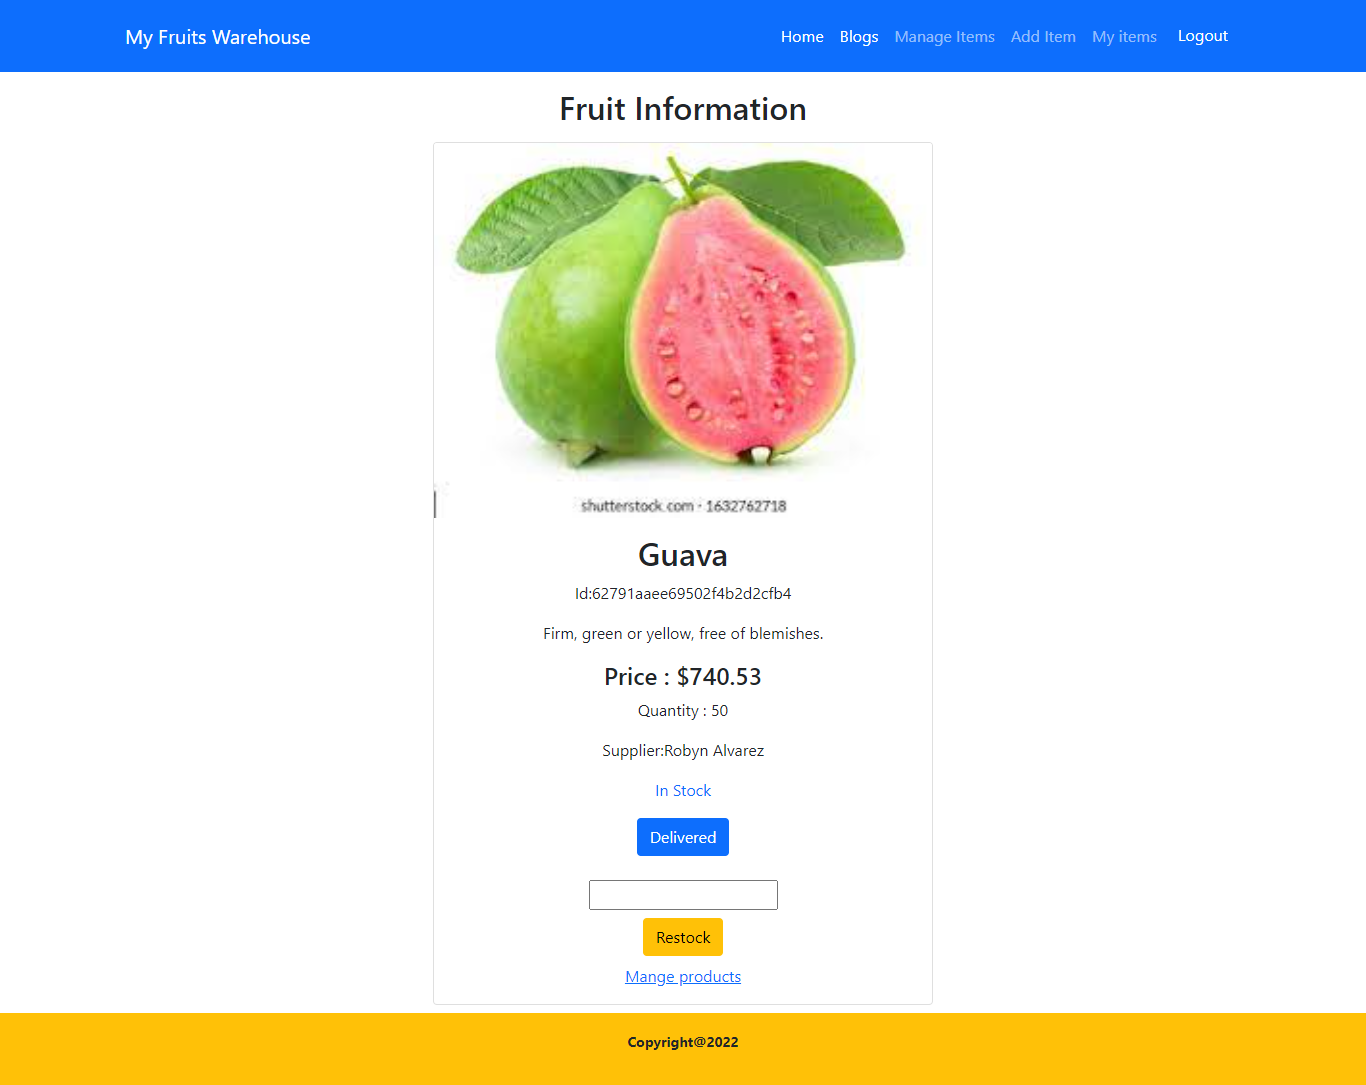 My Fruits Warehouse
Home Blogs Manage Items Add Item My items Logout
Fruit Information
shutterstock.com · 1632762718
Guava
Id:62791aaee69502f4b2d2cfb4
Firm, green or yellow, free of blemishes.
Price : $740.53
Quantity : 50
Supplier:Robyn Alvarez
In Stock
Delivered
Restock
Mange products
Copyright@2022